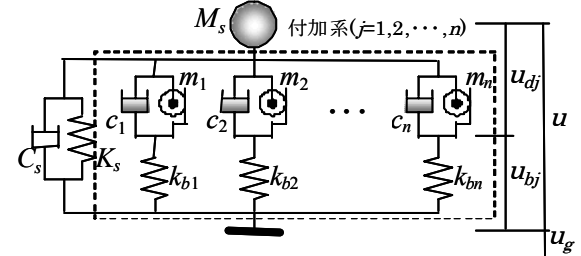 M_s 付加系(j=1,2,···,n)
m_1 m_2 m_n u_dj
c_1 c_2 ··· c_n u
C_s K_s
k_b1 k_b2 k_bn u_bj
u_g